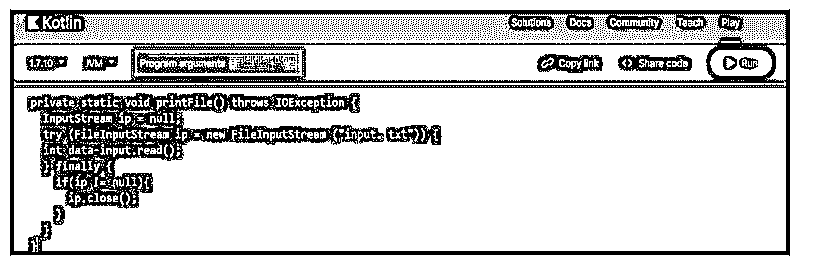 Kotlin Solutions Docs Community Teach Play
1.7.10 JVM Program arguments Copy link Share code Run
private static void printFile() throws IOException {
InputStream ip = null;
try (FileInputStream ip = new FileInputStream ("input. txt")) {
int data-input.read();
} finally {
if(ip != null){
ip.close();
}
}
}